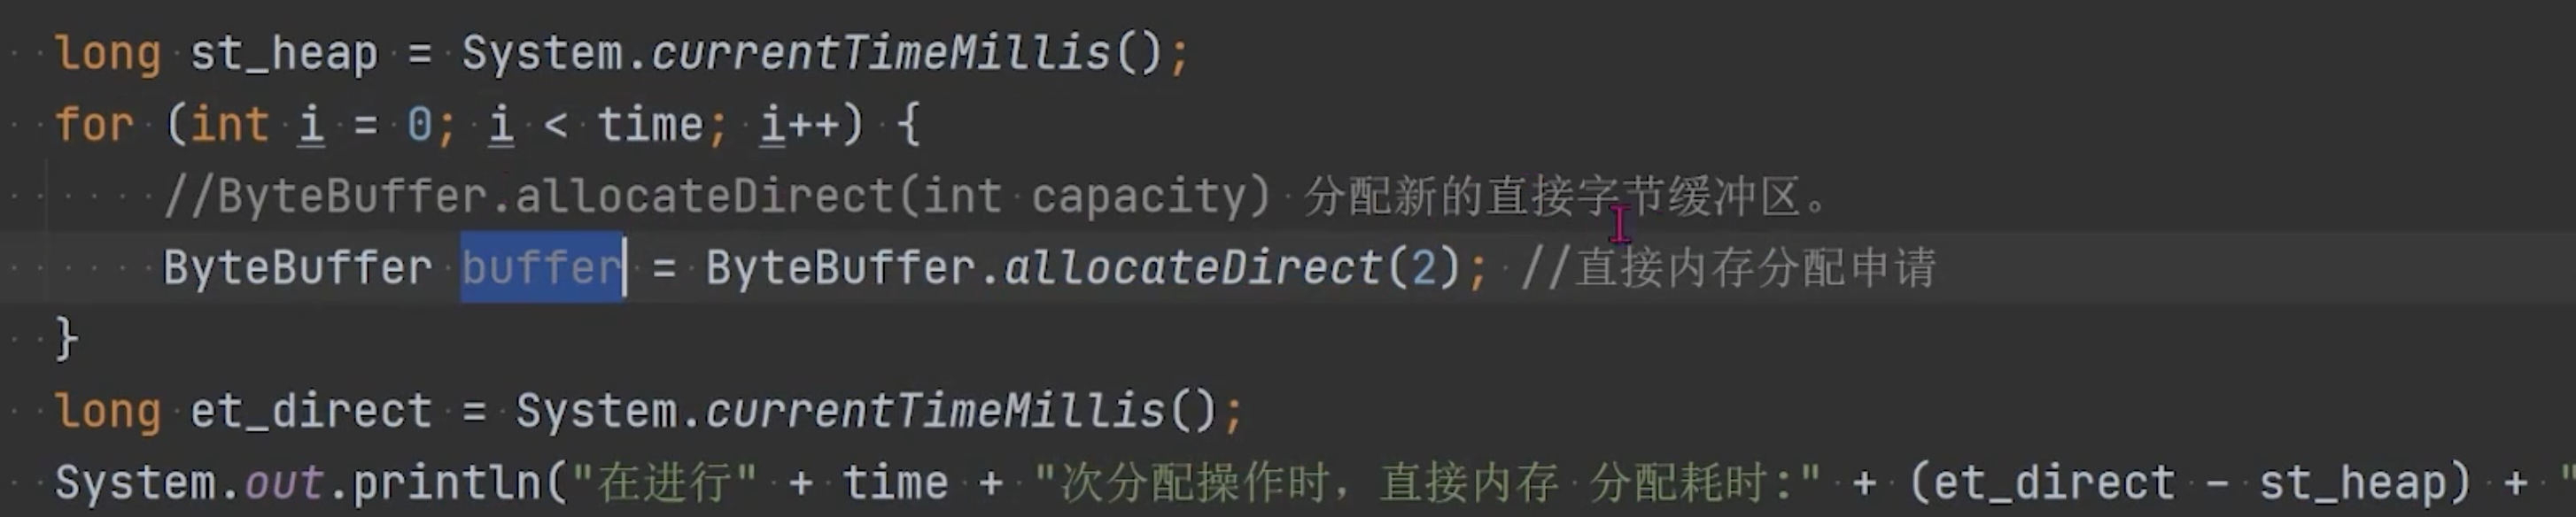 long st_heap = System.currentTimeMillis();
for (int i = 0; i < time; i++) {
//ByteBuffer.allocateDirect(int capacity) 分配新的直接字节缓冲区。
ByteBuffer buffer = ByteBuffer.allocateDirect(2); //直接内存分配申请
}
long et_direct = System.currentTimeMillis();
System.out.println("在进行" + time + "次分配操作时，直接内存 分配耗时:" + (et_direct - st_heap) + "